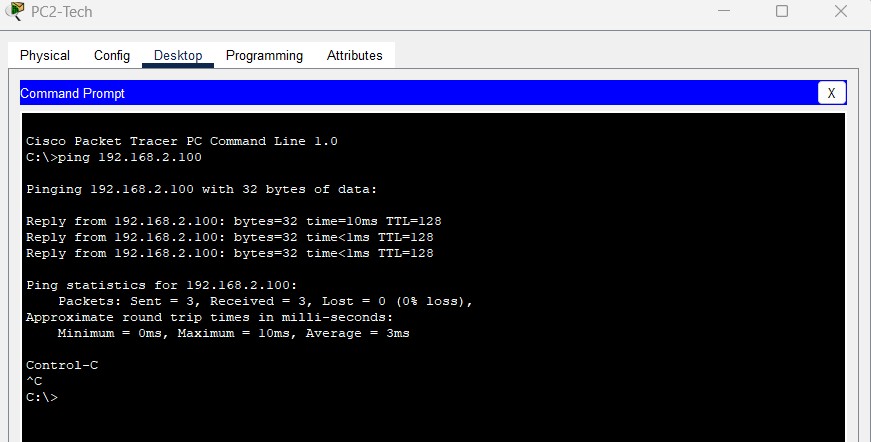 PC2-Tech
Physical Config Desktop Programming Attributes
Command Prompt X
Cisco Packet Tracer PC Command Line 1.0
C:\>ping 192.168.2.100
Pinging 192.168.2.100 with 32 bytes of data:
Reply from 192.168.2.100: bytes=32 time=10ms TTL=128
Reply from 192.168.2.100: bytes=32 time<1ms TTL=128
Reply from 192.168.2.100: bytes=32 time<1ms TTL=128
Ping statistics for 192.168.2.100:
    Packets: Sent = 3, Received = 3, Lost = 0 (0% loss),
Approximate round trip times in milli-seconds:
    Minimum = 0ms, Maximum = 10ms, Average = 3ms
Control-C
^C
C:\>